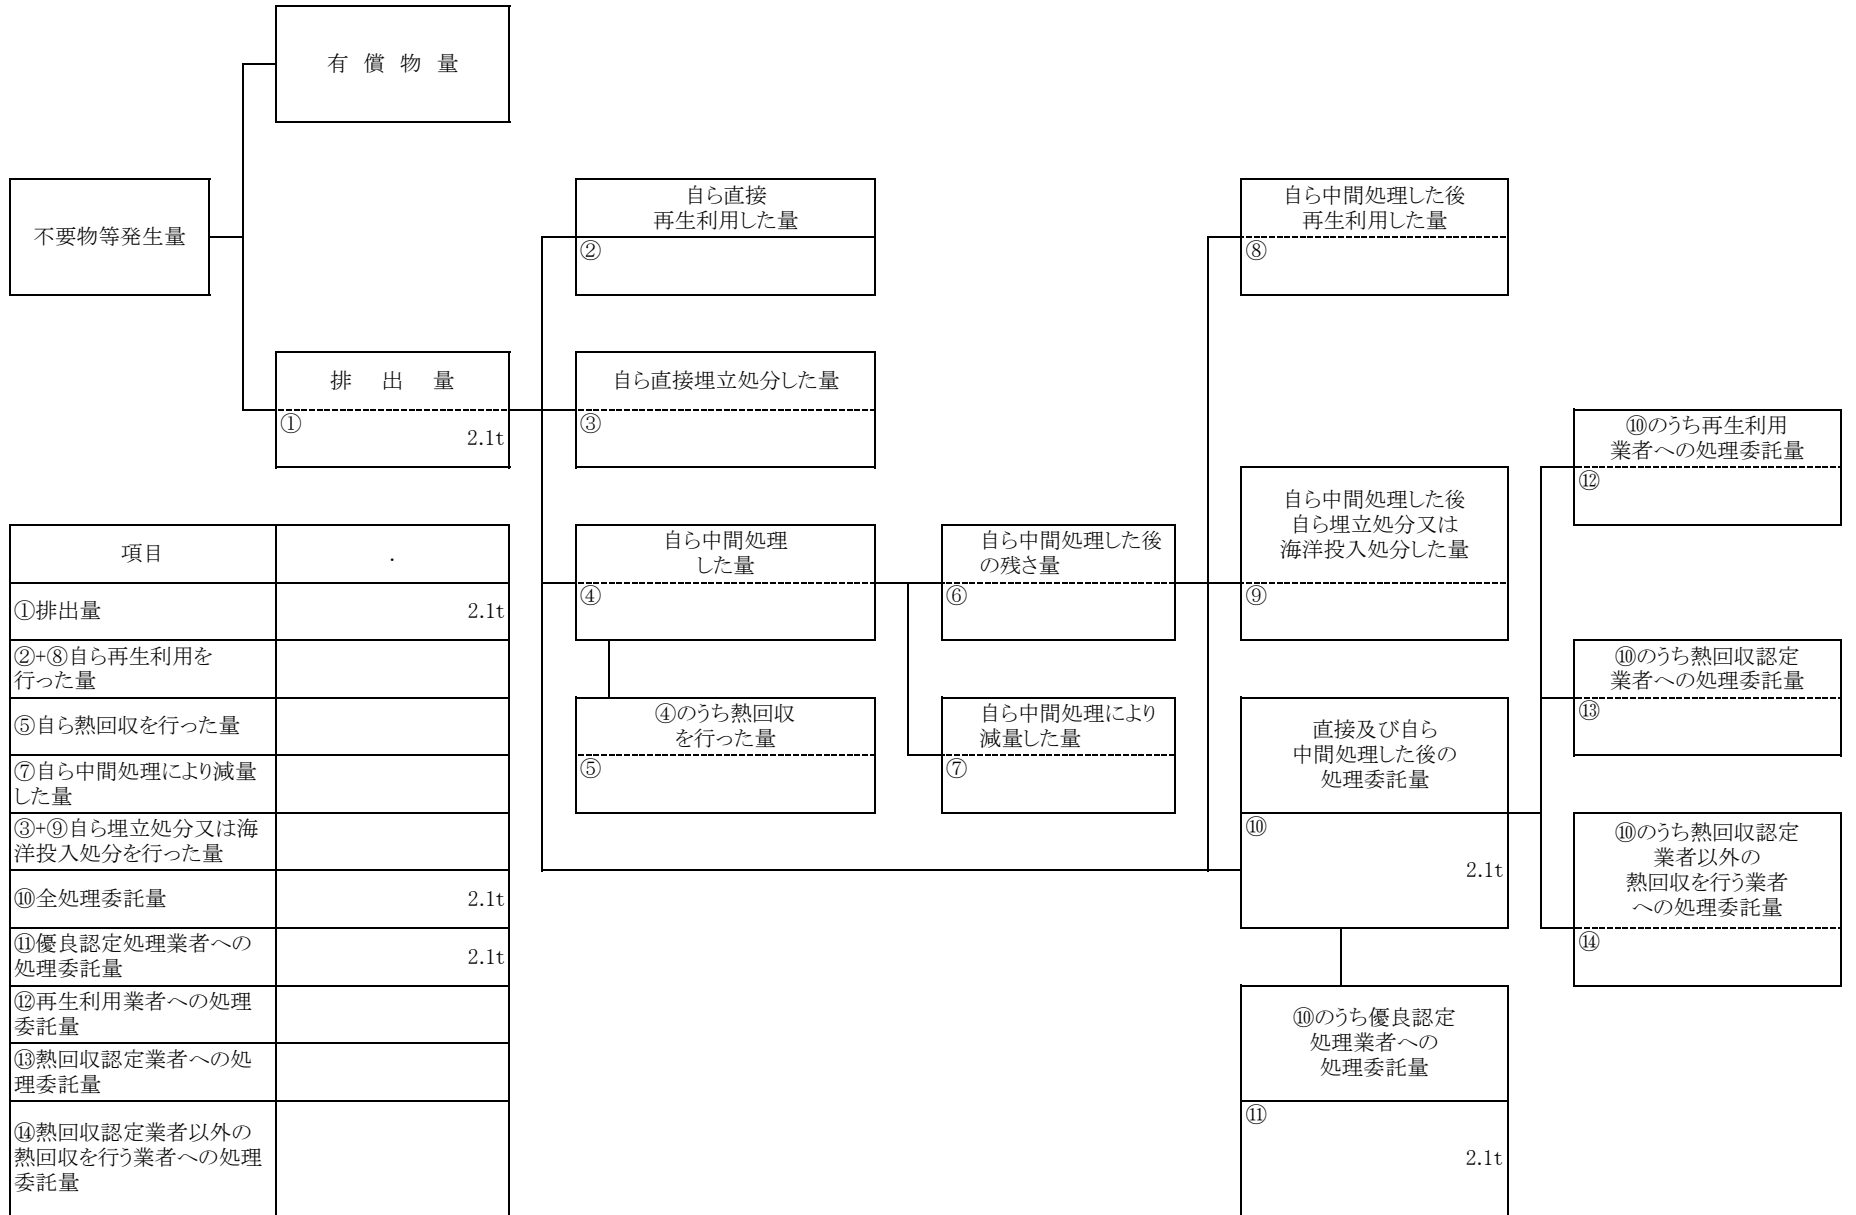 有 償 物 量
不要物等発生量
排 出 量
①
2.1t
自ら直接
再生利用した量
②
自ら直接埋立処分した量
③
自ら中間処理
した量
④
④のうち熱回収
を行った量
⑤
自ら中間処理した後
の残さ量
⑥
自ら中間処理により
減量した量
⑦
自ら中間処理した後
再生利用した量
⑧
自ら中間処理した後
自ら埋立処分又は
海洋投入処分した量
⑨
直接及び自ら
中間処理した後の
処理委託量
⑩
2.1t
⑩のうち優良認定
処理業者への
処理委託量
⑪
2.1t
⑩のうち再生利用
業者への処理委託量
⑫
⑩のうち熱回収認定
業者への処理委託量
⑬
⑩のうち熱回収認定
業者以外の
熱回収を行う業者
への処理委託量
⑭
項目 .
①排出量 2.1t
②+⑧自ら再生利用を
行った量
⑤自ら熱回収を行った量
⑦自ら中間処理により減量
した量
③+⑨自ら埋立処分又は海
洋投入処分を行った量
⑩全処理委託量 2.1t
⑪優良認定処理業者への
処理委託量 2.1t
⑫再生利用業者への処理
委託量
⑬熱回収認定業者への処
理委託量
⑭熱回収認定業者以外の
熱回収を行う業者への処理
委託量